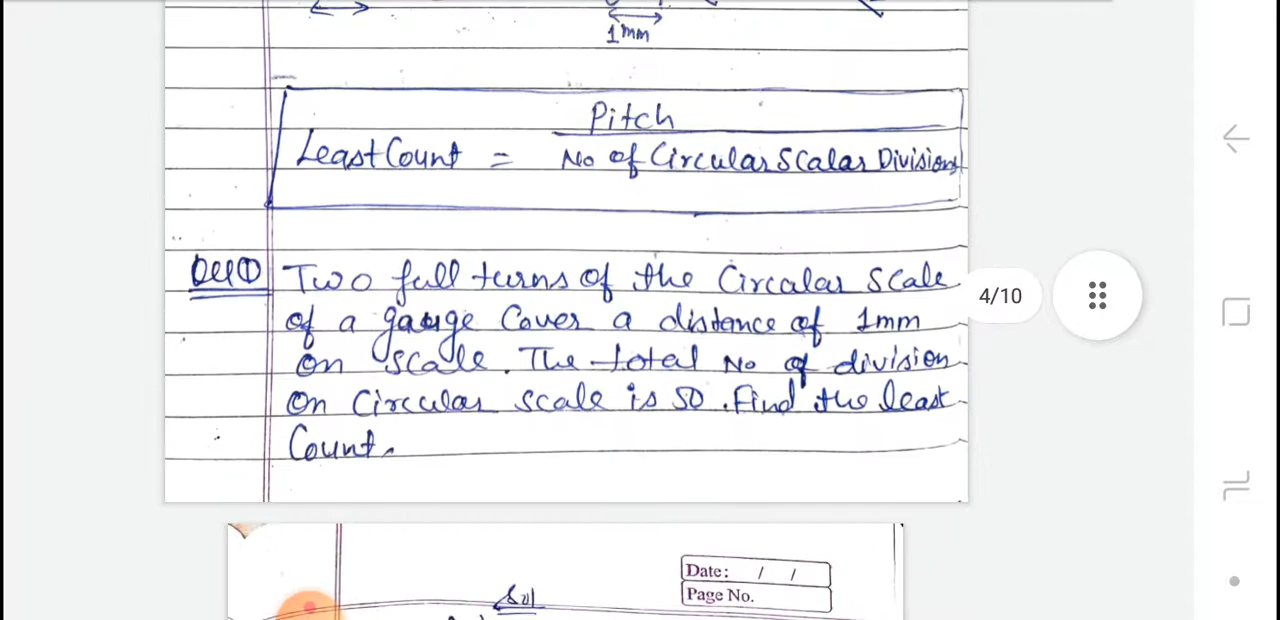 1mm
Pitch
Least Count = No of Circular Scalar Divisions
Que① Two full turns of the Circular Scale
of a gauge Cover a distance of 1mm
on scale. The total No of division
on Circular scale is 50. Find the least
Count.
4/10
Sol
Date: / /
Page No.